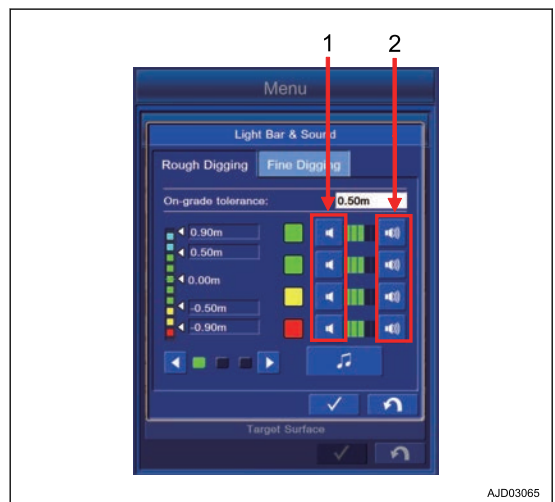 1 2
Menu
Light Bar & Sound
Rough Digging Fine Digging
On-grade tolerance: 0.50m
0.90m
0.50m
0.00m
-0.50m
-0.90m
Target Surface
AJD03065